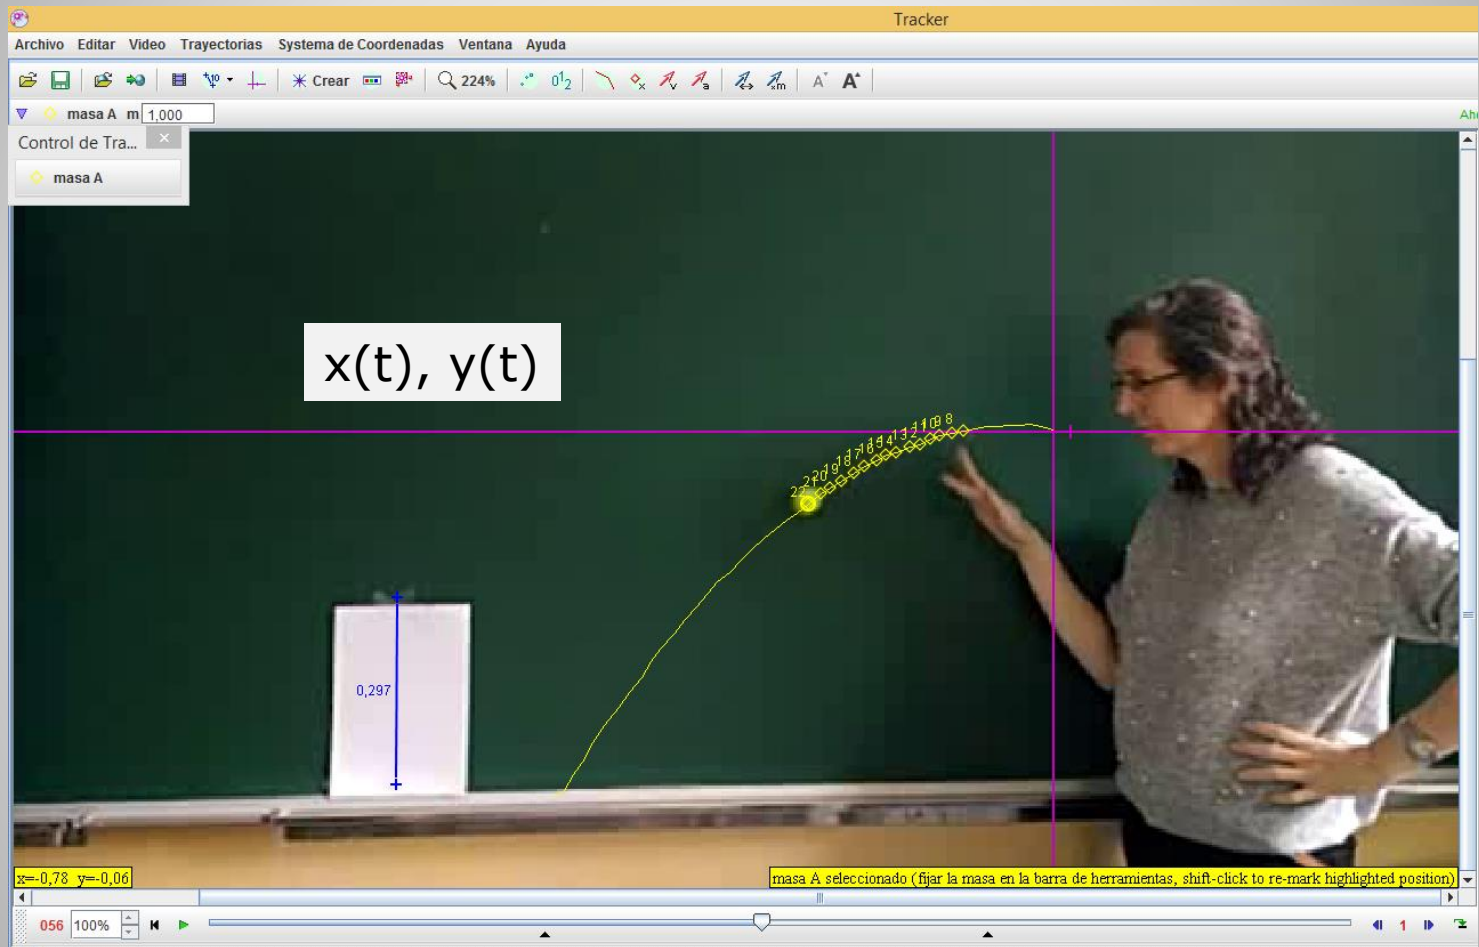 Tracker
Archivo Editar Video Trayectorias Systema de Coordenadas Ventana Ayuda
Crear 224%
masa A m 1,000
Control de Tra...
masa A
x(t), y(t)
0,297
x=-0,78 y=-0,06
masa A seleccionado (fijar la masa en la barra de herramientas, shift-click to re-mark highlighted position)
056 100% 1